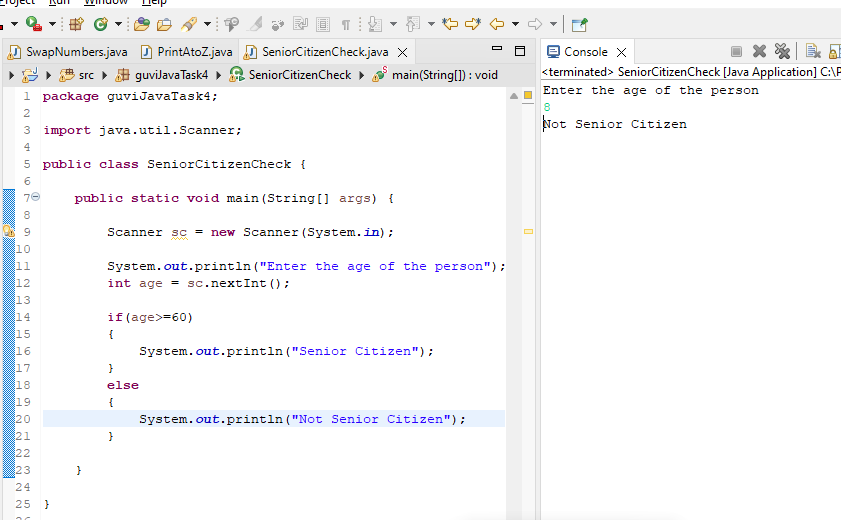 Project Run Window Help
SwapNumbers.java PrintAtoZ.java SeniorCitizenCheck.java
src guviJavaTask4 SeniorCitizenCheck main(String[]) : void
1 package guviJavaTask4;
2
3 import java.util.Scanner;
4
5 public class SeniorCitizenCheck {
6
7 public static void main(String[] args) {
8
9 Scanner sc = new Scanner(System.in);
10
11 System.out.println("Enter the age of the person");
12 int age = sc.nextInt();
13
14 if(age>=60)
15 {
16 System.out.println("Senior Citizen");
17 }
18 else
19 {
20 System.out.println("Not Senior Citizen");
21 }
22
23 }
24
25 }
Console
<terminated> SeniorCitizenCheck [Java Application] C:\P
Enter the age of the person
8
Not Senior Citizen